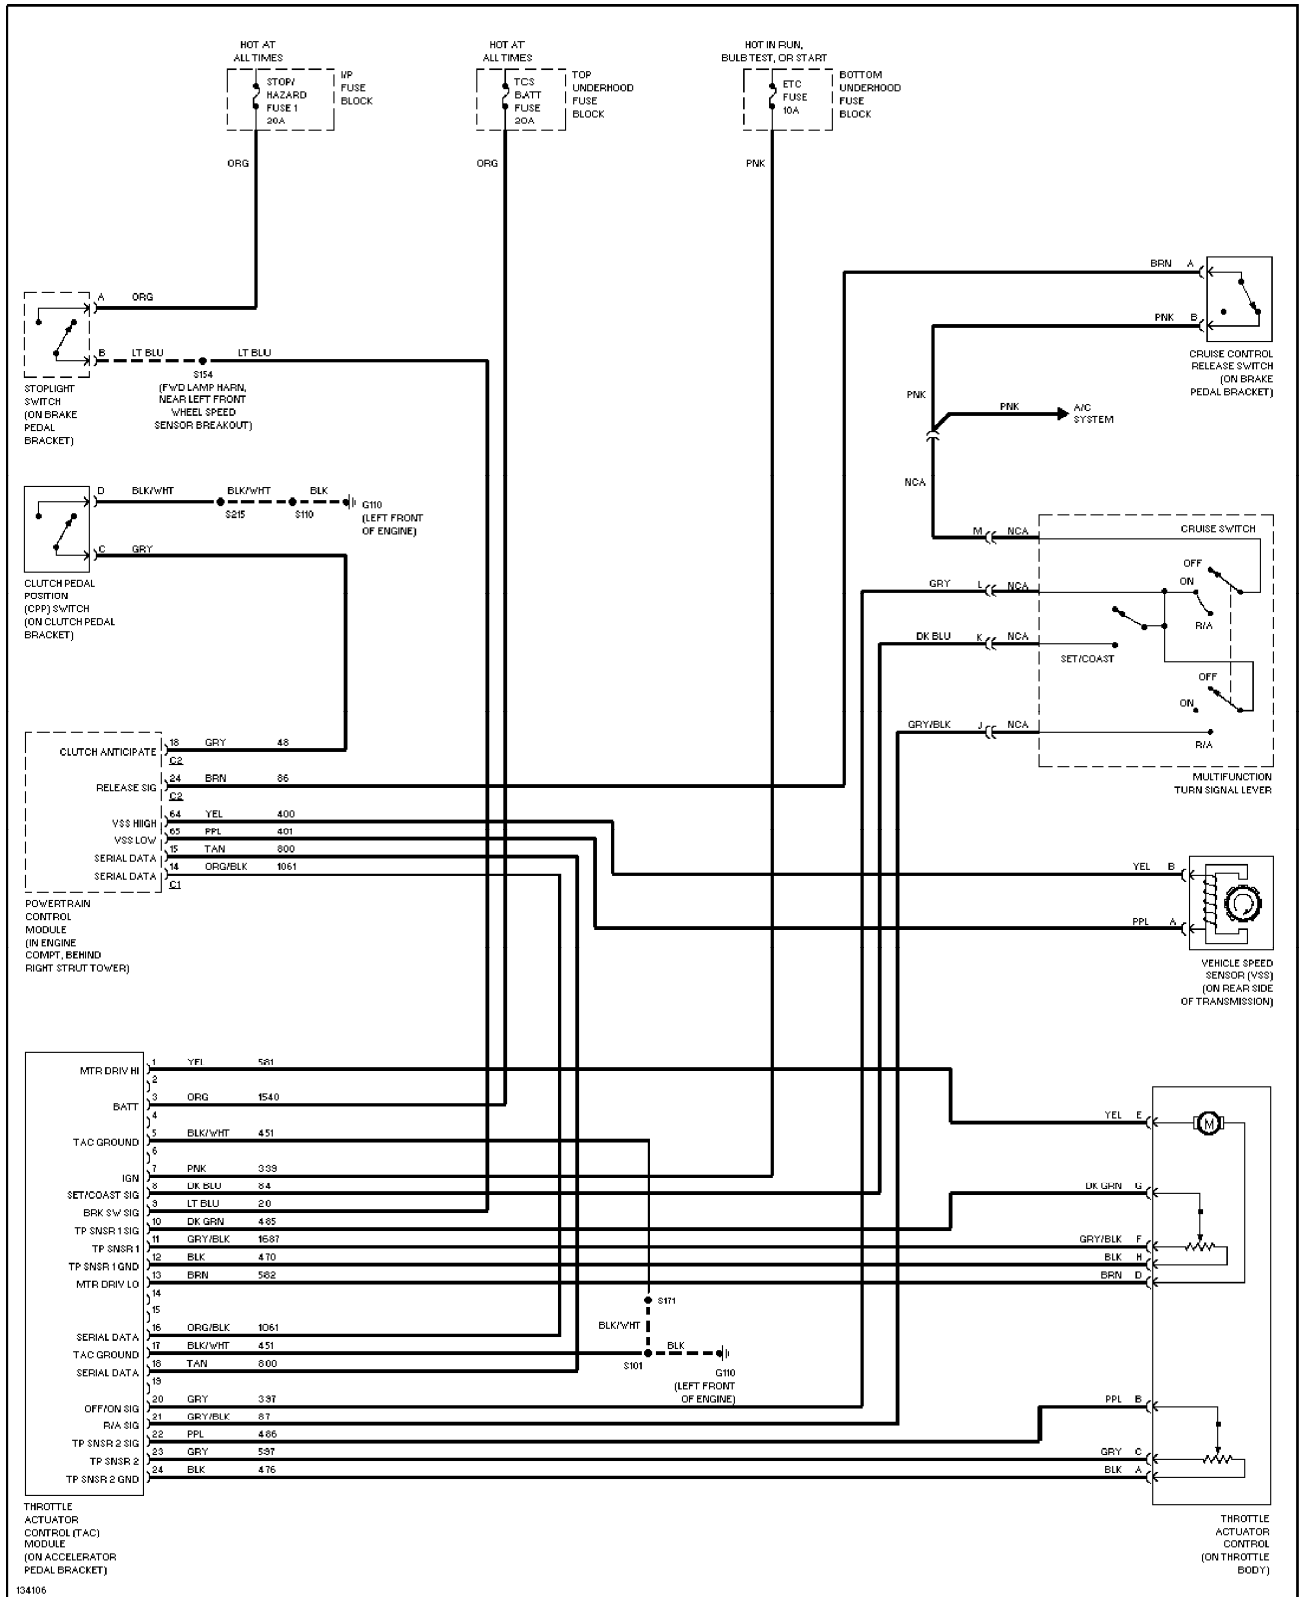 HOT AT
ALL TIMES
HOT AT
ALL TIMES
HOT IN RUN,
BULB TEST, OR START
STOP/
HAZARD
FUSE 1
20A
I/P
FUSE
BLOCK
TCS
BATT
FUSE
20A
TOP
UNDERHOOD
FUSE
BLOCK
ETC
FUSE
10A
BOTTOM
UNDERHOOD
FUSE
BLOCK
ORG
ORG
PNK
BRN A
PNK B
CRUISE CONTROL
RELEASE SWITCH
(ON BRAKE
PEDAL BRACKET)
A ORG
B LT BLU
LT BLU
S154
(FWD LAMP HARN,
NEAR LEFT FRONT
WHEEL SPEED
SENSOR BREAKOUT)
STOPLIGHT
SWITCH
(ON BRAKE
PEDAL
BRACKET)
PNK
PNK
A/C
SYSTEM
NCA
D BLK/WHT BLK/WHT BLK
S215
S110
G110
(LEFT FRONT
OF ENGINE)
C GRY
CLUTCH PEDAL
POSITION
(CPP) SWITCH
(ON CLUTCH PEDAL
BRACKET)
CRUISE SWITCH
M NCA
OFF
ON
R/A
GRY L NCA
DK BLU K NCA
SET/COAST
OFF
ON
R/A
GRY/BLK J NCA
MULTIFUNCTION
TURN SIGNAL LEVER
CLUTCH ANTICIPATE 18 GRY 48
C2
RELEASE SIG 24 BRN 86
C2
VSS HIIGH 64 YEL 400
VSS LOW 65 PPL 401
SERIAL DATA 15 TAN 800
SERIAL DATA 14 ORG/BLK 1061
C1
POWERTRAIN
CONTROL
MODULE
(IN ENGINE
COMPT, BEHIND
RIGHT STRUT TOWER)
YEL B
PPL A
VEHICLE SPEED
SENSOR (VSS)
(ON REAR SIDE
OF TRANSMISSION)
MTR DRIV HI 1 YEL 581
2
BATT 3 ORG 1540
4
TAC GROUND 5 BLK/WHT 451
6
IGN 7 PNK 339
SET/COAST SIG 8 DK BLU 84
BRK SW SIG 9 LT BLU 20
TP SNSR 1 SIG 10 DK GRN 485
TP SNSR 1 11 GRY/BLK 1687
TP SNSR 1 GND 12 BLK 470
MTR DRIV LO 13 BRN 582
14
15
SERIAL DATA 16 ORG/BLK 1061
TAC GROUND 17 BLK/WHT 451
SERIAL DATA 18 TAN 800
19
OFF/ON SIG 20 GRY 397
R/A SIG 21 GRY/BLK 87
TP SNSR 2 SIG 22 PPL 486
TP SNSR 2 23 GRY 597
TP SNSR 2 GND 24 BLK 476
THROTTLE
ACTUATOR
CONTROL (TAC)
MODULE
(ON ACCELERATOR
PEDAL BRACKET)
S171
BLK/WHT
BLK
S101
G110
(LEFT FRONT
OF ENGINE)
YEL E
M
DK GRN G
GRY/BLK F
BLK H
BRN D
PPL B
GRY C
BLK A
THROTTLE
ACTUATOR
CONTROL
(ON THROTTLE
BODY)
134106